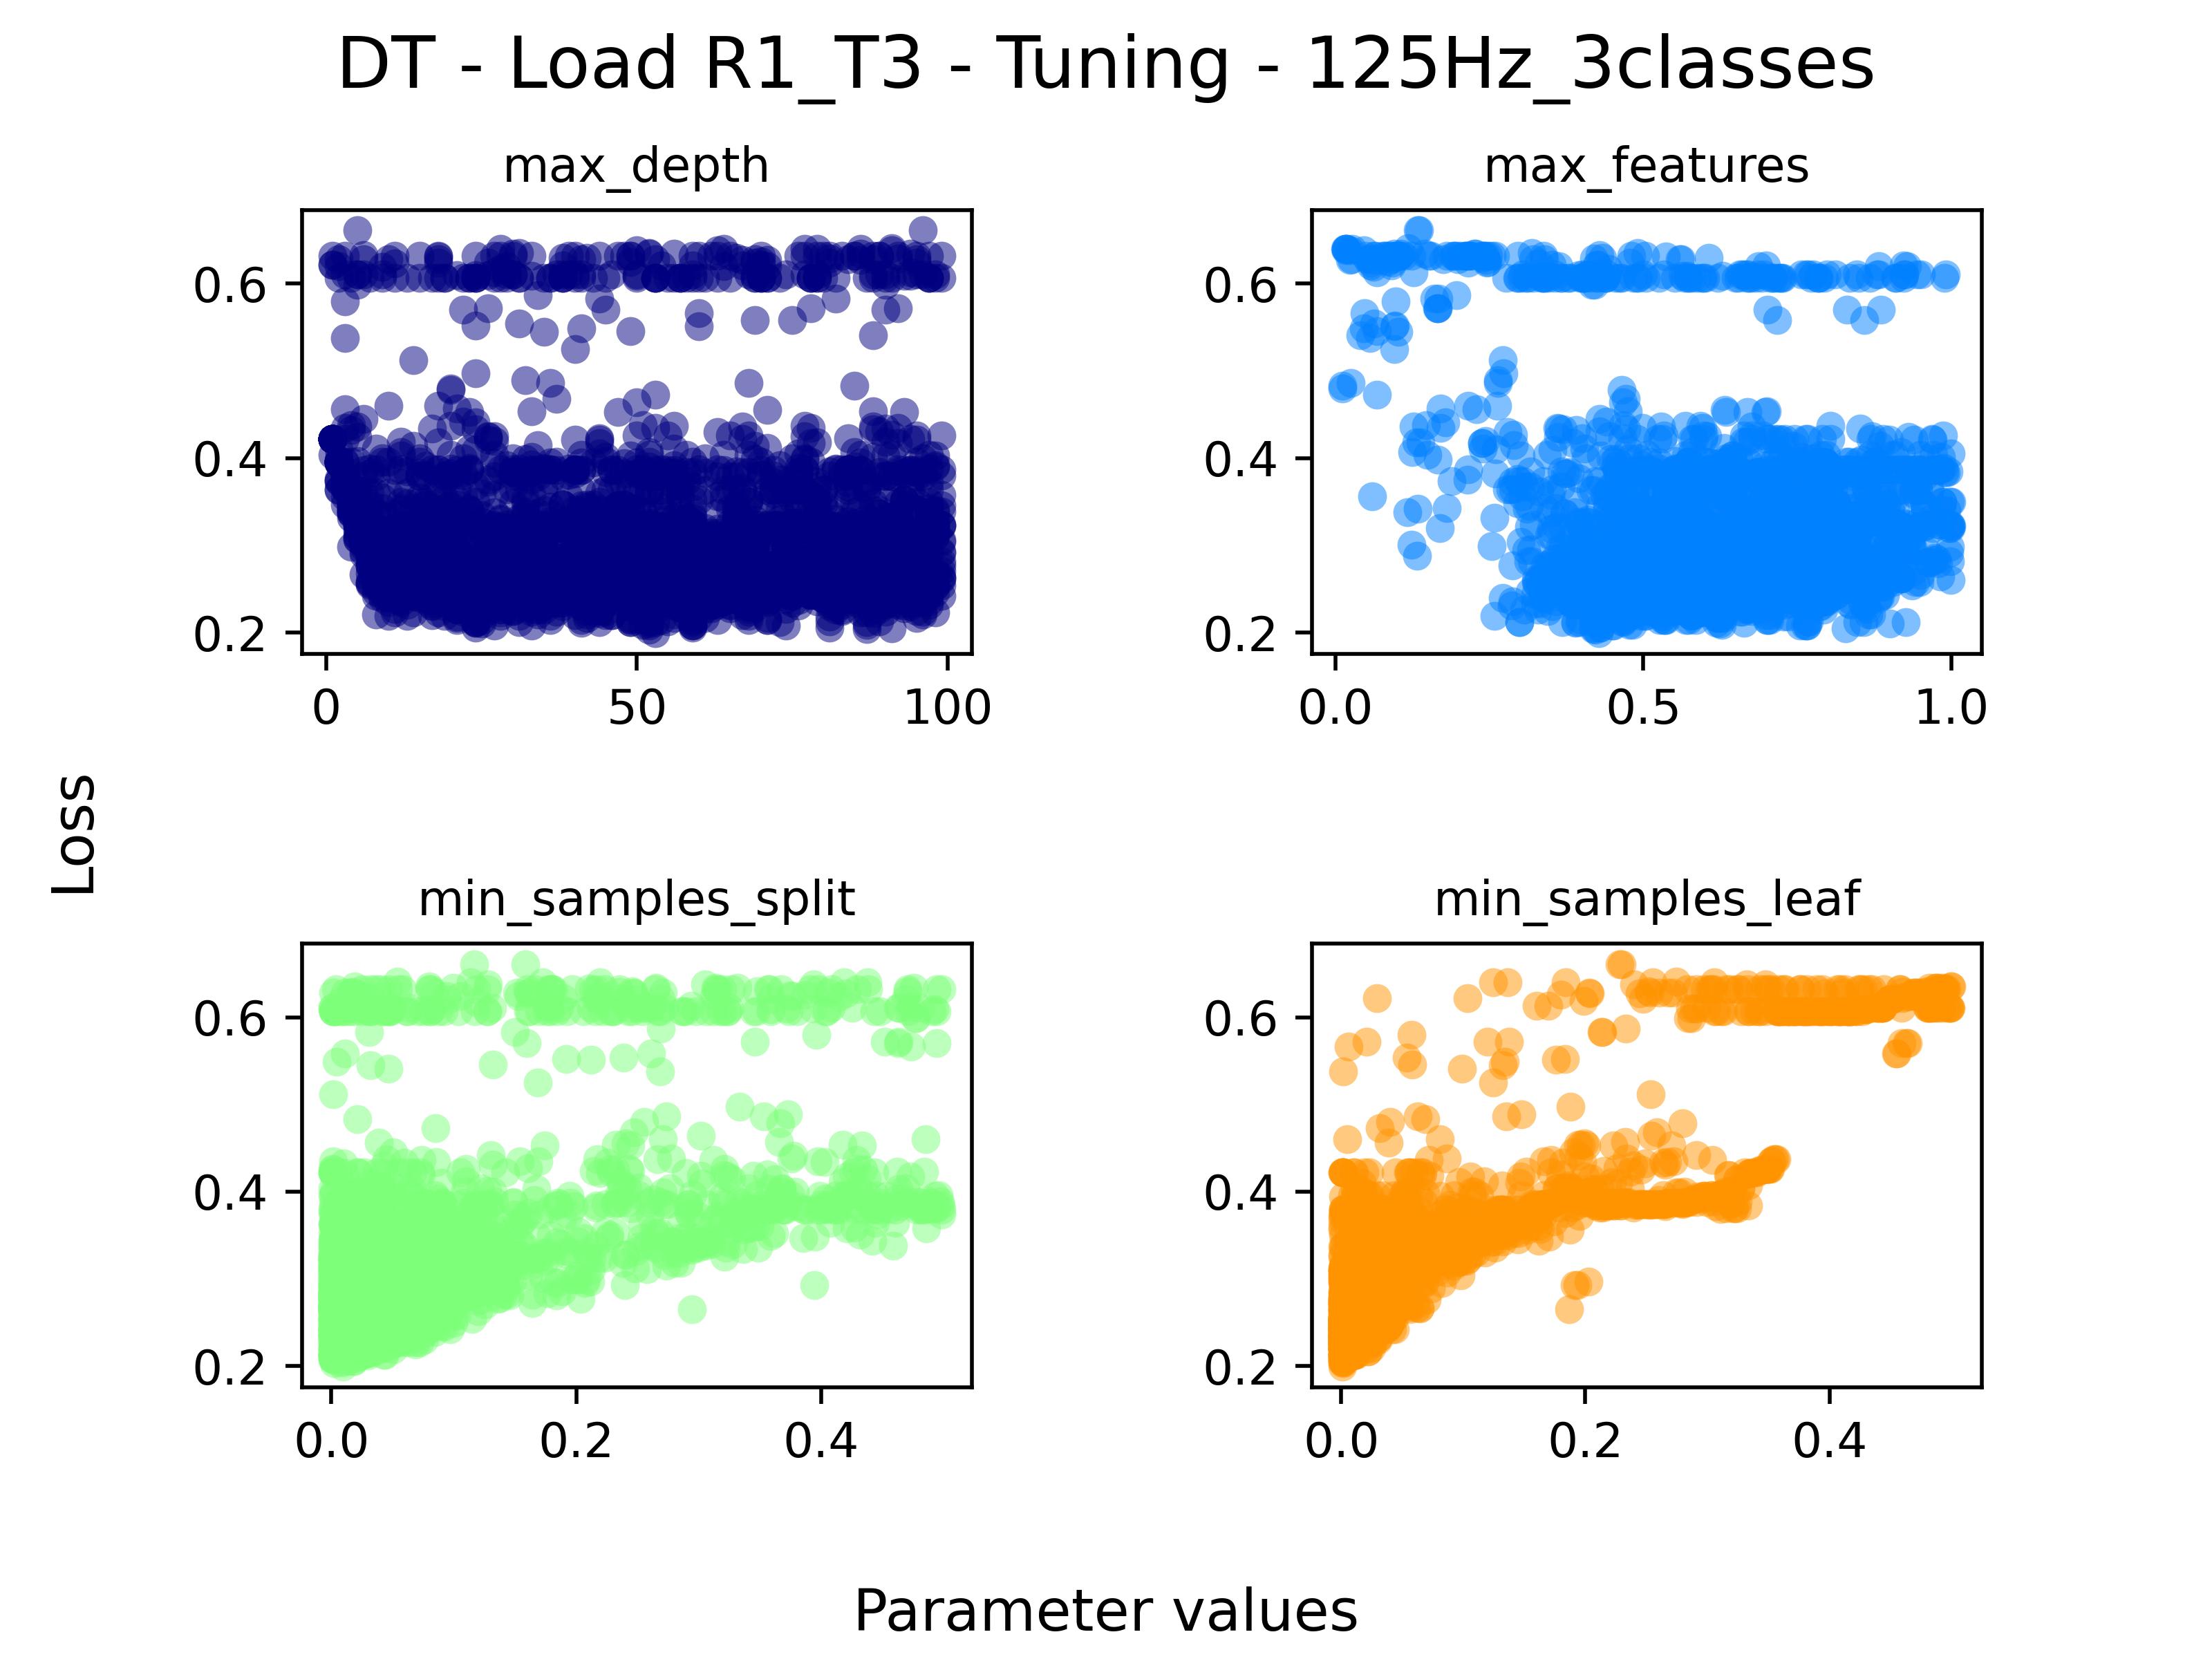 DT - Load R1_T3 - Tuning - 125Hz_3classes
max_depth
0.6
0.4
0.2
0 50 100
max_features
0.6
0.4
0.2
0.0 0.5 1.0
Loss
min_samples_split
0.6
0.4
0.2
0.0 0.2 0.4
min_samples_leaf
0.6
0.4
0.2
0.0 0.2 0.4
Parameter values